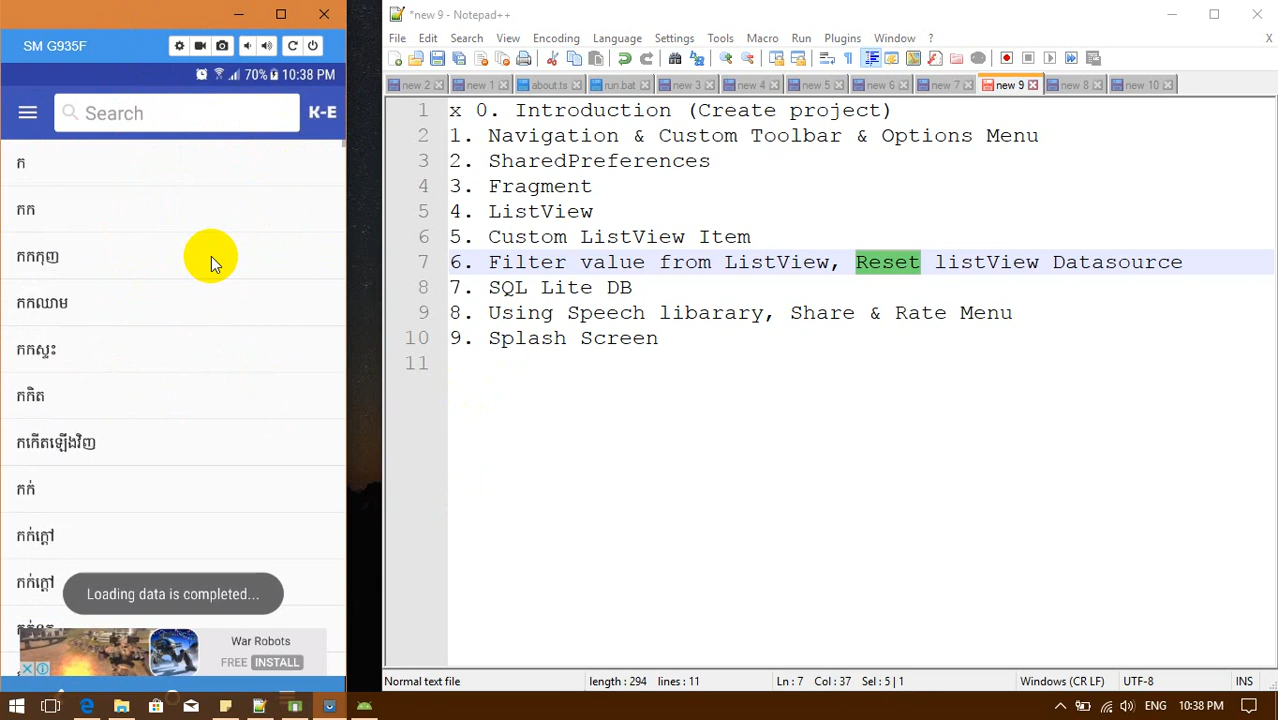 SM G935F
70% 10:38 PM
Search
K-E
ក
កក
កកកុញ
កកឈាម
កកស្ទះ
កកិត
កកើតឡើងវិញ
កក់
កក់ក្ដៅ
កក់ក្ដៅ
Loading data is completed...
War Robots
FREE INSTALL
*new 9 - Notepad++
File Edit Search View Encoding Language Settings Tools Macro Run Plugins Window ? X
new 2 new 1 about.ts run.bat new 3 new 4 new 5 new 6 new 7 new 9 new 8 new 10
1 x 0. Introduction (Create project)
2 1. Navigation & Custom Toolbar & Options Menu
3 2. SharedPreferences
4 3. Fragment
5 4. ListView
6 5. Custom ListView Item
7 6. Filter value from ListView, Reset listView Datasource
8 7. SQL Lite DB
9 8. Using Speech libarary, Share & Rate Menu
10 9. Splash Screen
11
Normal text file length : 294 lines : 11 Ln : 7 Col : 37 Sel : 5 | 1 Windows (CR LF) UTF-8 INS
ENG 10:38 PM